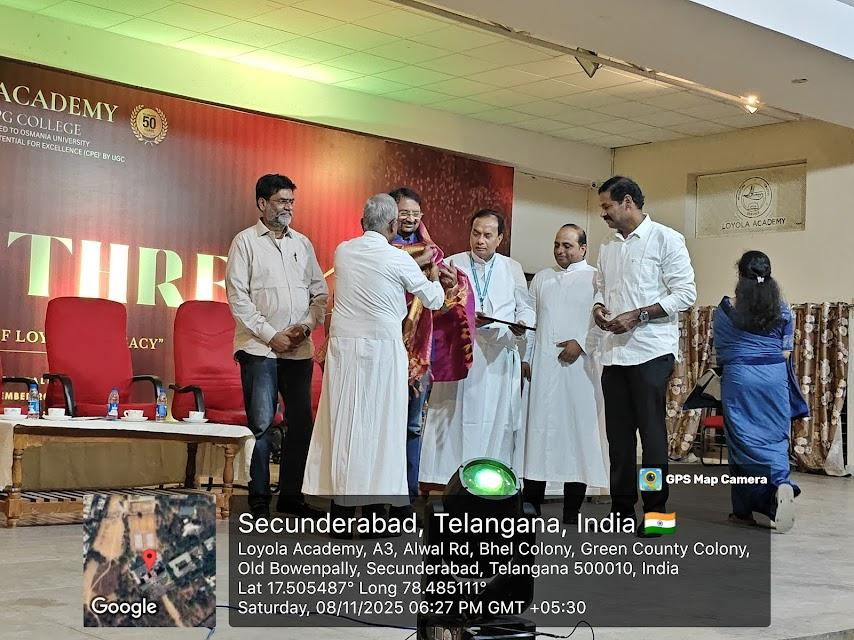 ACADEMY
PG COLLEGE
ED TO OSMANIA UNIVERSITY
TENTIAL FOR EXCELLENCE (CPE)' BY UGC
50
THRE
OF LOY
ACY”
EMBER
LOYOLA ACADEMY
GPS Map Camera
Secunderabad, Telangana, India
Loyola Academy, A3, Alwal Rd, Bhel Colony, Green County Colony,
Old Bowenpally, Secunderabad, Telangana 500010, India
Lat 17.505487° Long 78.485111°
Saturday, 08/11/2025 06:27 PM GMT +05:30
Google